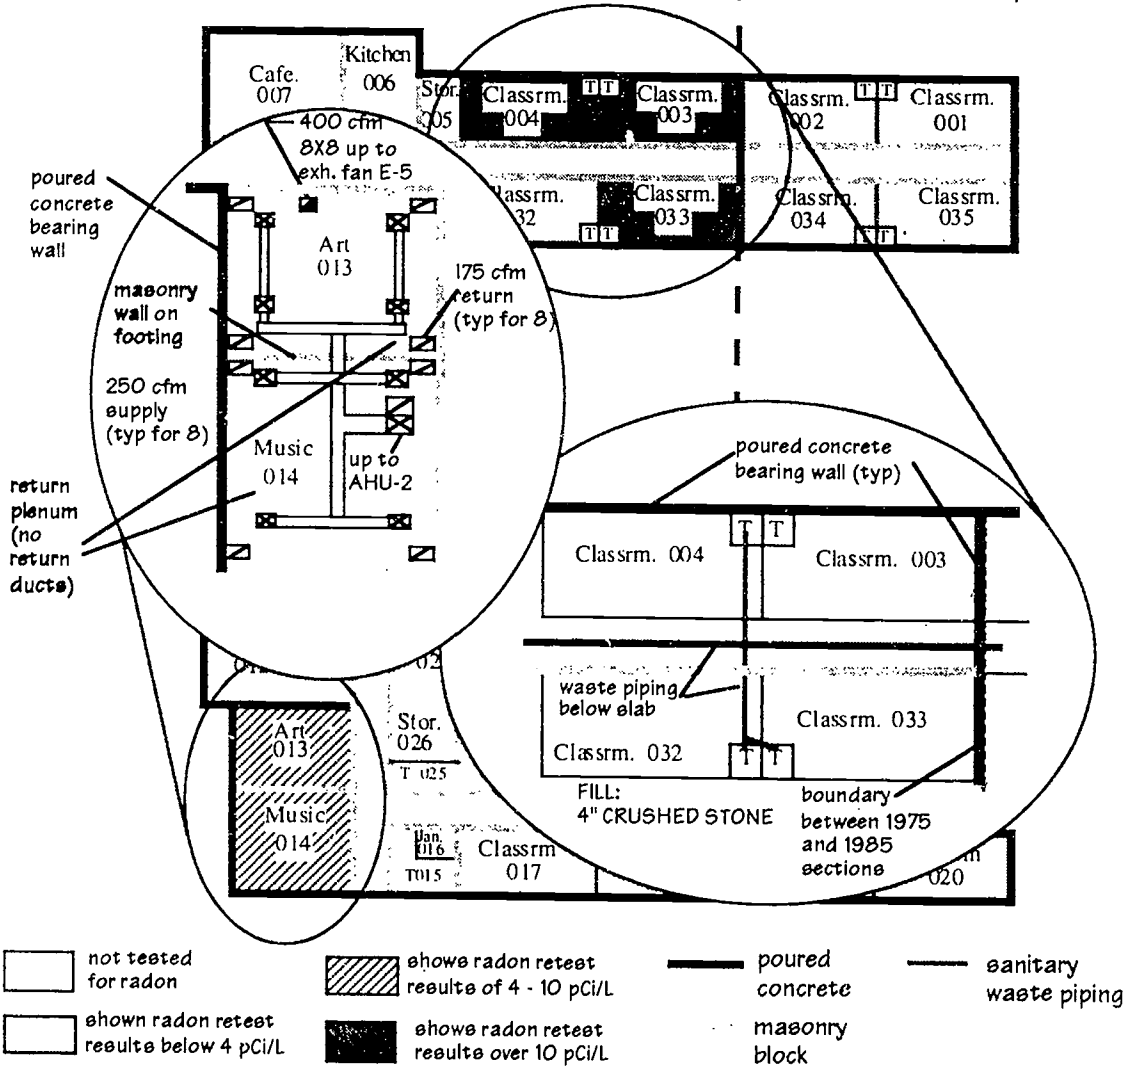 Cafe.
007
Kitchen
006
Stor.
005
Classrm.
004
T T
Classrm.
003
Classrm.
002
T T
Classrm.
001
Classrm.
32
T T
Classrm.
033
Classrm.
034
T T
Classrm.
035
400 cfm
8X8 up to
exh. fan E-5
poured
concrete
bearing
wall
Art
013
175 cfm
return
(typ for 8)
masonry
wall on
footing
250 cfm
supply
(typ for 8)
Music
014
up to
AHU-2
return
plenum
(no
return
ducts)
poured concrete
bearing wall (typ)
T T
Classrm. 004
Classrm. 003
waste piping
below slab
Classrm. 033
Classrm. 032
T T
FILL:
4" CRUSHED STONE
boundary
between 1975
and 1985
sections
02
Art
013
Stor.
026
T 025
Music
014
Jan.
016
T015
Classrm
017
020
not tested
for radon
shown radon retest
results below 4 pCi/L
shows radon retest
results of 4 - 10 pCi/L
shows radon retest
results over 10 pCi/L
poured
concrete
masonry
block
sanitary
waste piping